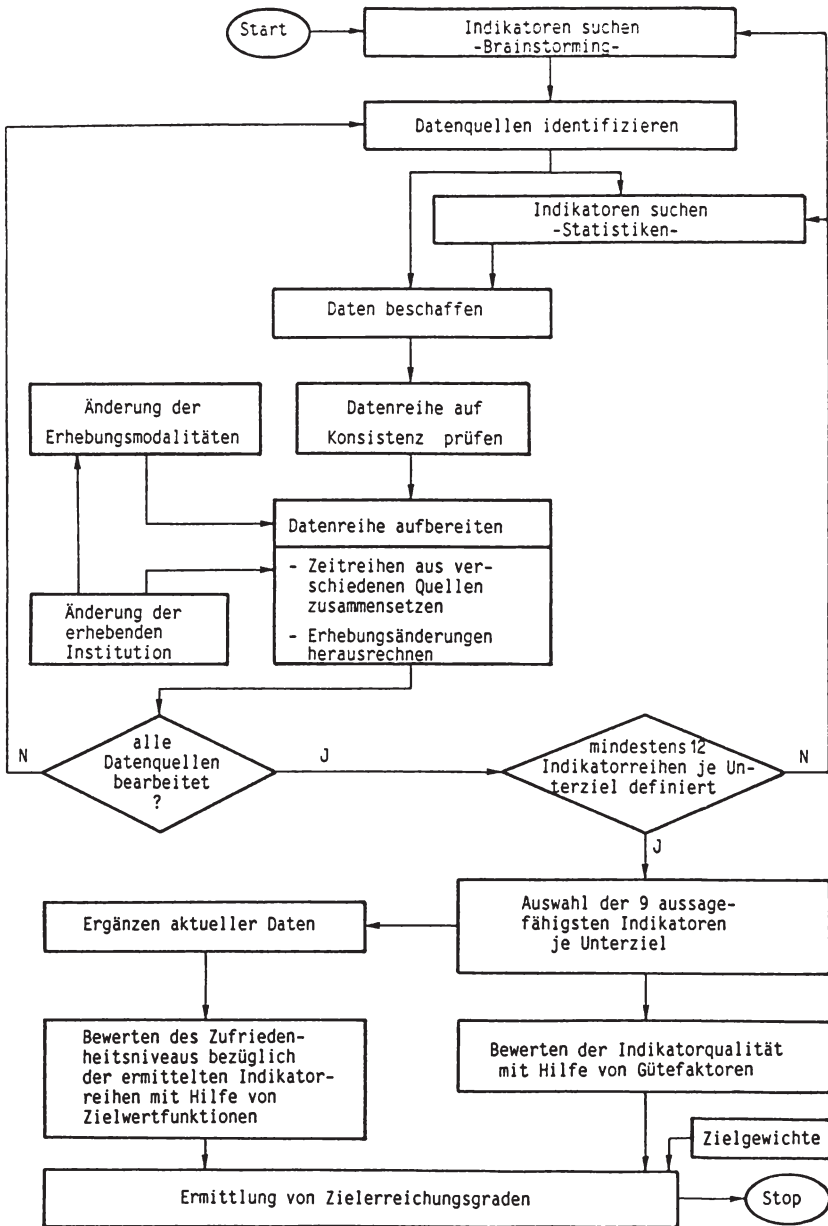 Start
Indikatoren suchen
-Brainstorming-
Datenquellen identifizieren
Indikatoren suchen
-Statistiken-
Daten beschaffen
Änderung der
Erhebungsmodalitäten
Datenreihe auf
Konsistenz prüfen
Datenreihe aufbereiten
- Zeitreihen aus ver-
schiedenen Quellen
zusammensetzen
- Erhebungsänderungen
herausrechnen
Änderung der
erhebenden
Institution
N
alle
Datenquellen
bearbeitet
?
J
mindestens 12
Indikatorreihen je Un-
terziel definiert
N
J
Auswahl der 9 aussage-
fähigsten Indikatoren
je Unterziel
Ergänzen aktueller Daten
Bewerten des Zufrieden-
heitsniveaus bezüglich
der ermittelten Indikator-
reihen mit Hilfe von
Zielwertfunktionen
Bewerten der Indikatorqualität
mit Hilfe von Gütefaktoren
Zielgewichte
Ermittlung von Zielerreichungsgraden
Stop